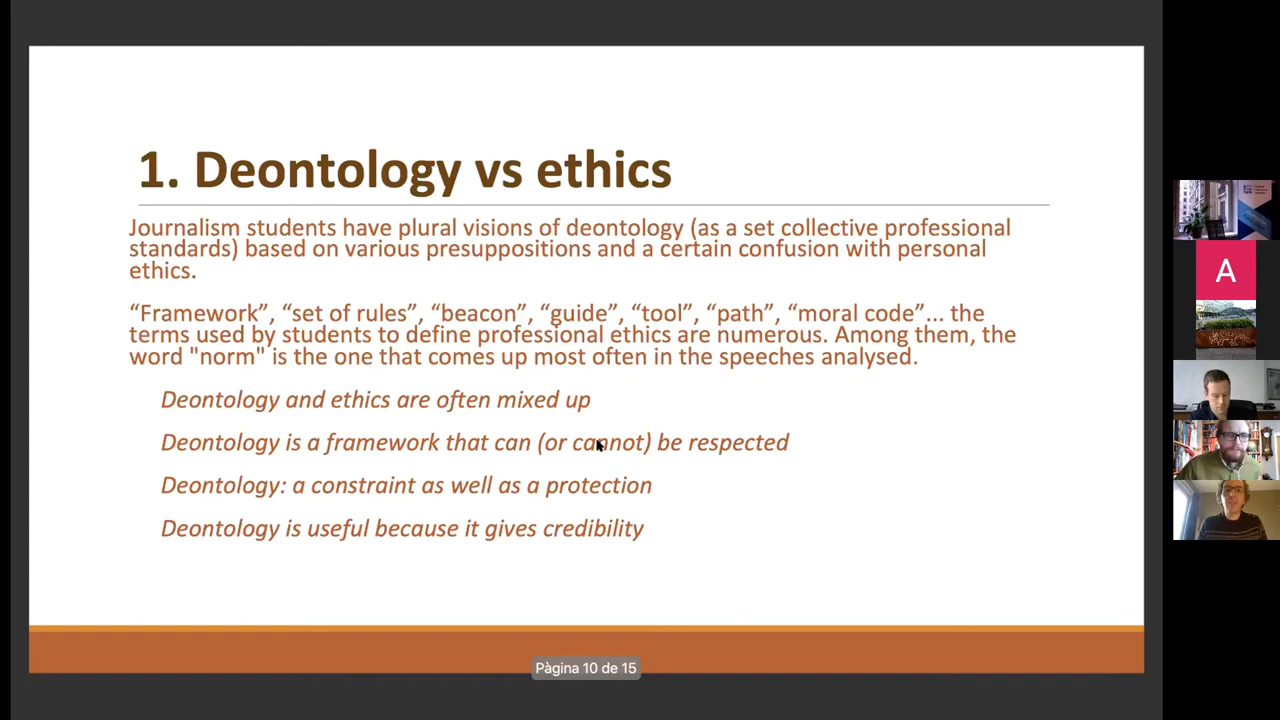 1. Deontology vs ethics
Journalism students have plural visions of deontology (as a set collective professional
standards) based on various presuppositions and a certain confusion with personal
ethics.
“Framework”, “set of rules”, “beacon”, “guide”, “tool”, “path”, “moral code”... the
terms used by students to define professional ethics are numerous. Among them, the
word "norm" is the one that comes up most often in the speeches analysed.
Deontology and ethics are often mixed up
Deontology is a framework that can (or cannot) be respected
Deontology: a constraint as well as a protection
Deontology is useful because it gives credibility
Pàgina 10 de 15
A